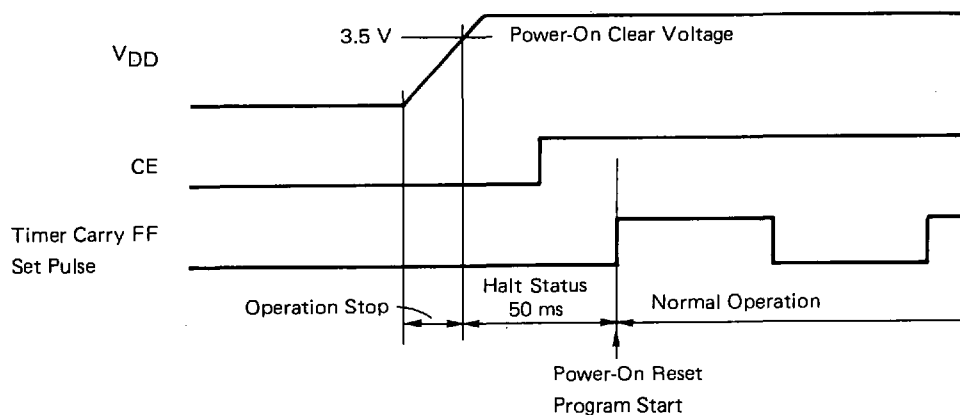 3.5 V
Power-On Clear Voltage
VDD
CE
Timer Carry FF
Set Pulse
Operation Stop
Halt Status
50 ms
Normal Operation
Power-On Reset
Program Start